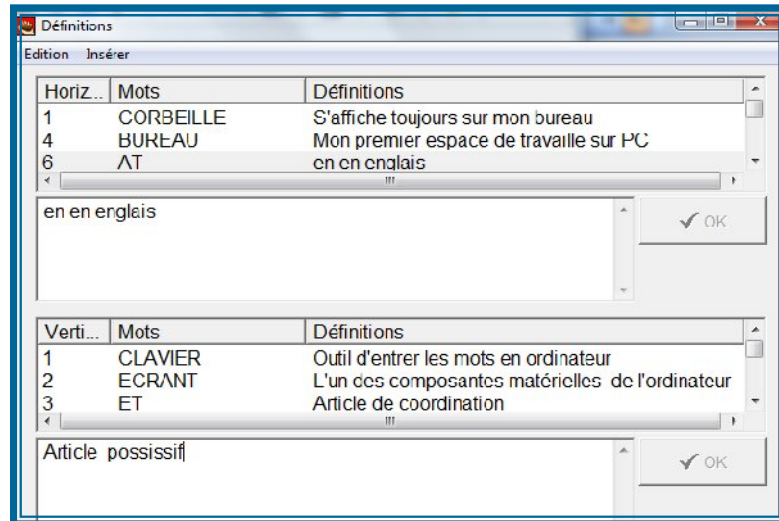 Définitions
Edition Insérer
Horiz... Mots Définitions
1 CORBEILLE S'affiche toujours sur mon bureau
4 BUREAU Mon premier espace de travaille sur PC
6 AT en en englais
en en englais
OK
Verti... Mots Définitions
1 CLAVIER Outil d'entrer les mots en ordinateur
2 ECRANT L'un des composantes matérielles de l'ordinateur
3 ET Article de coordination
Article possissif
OK